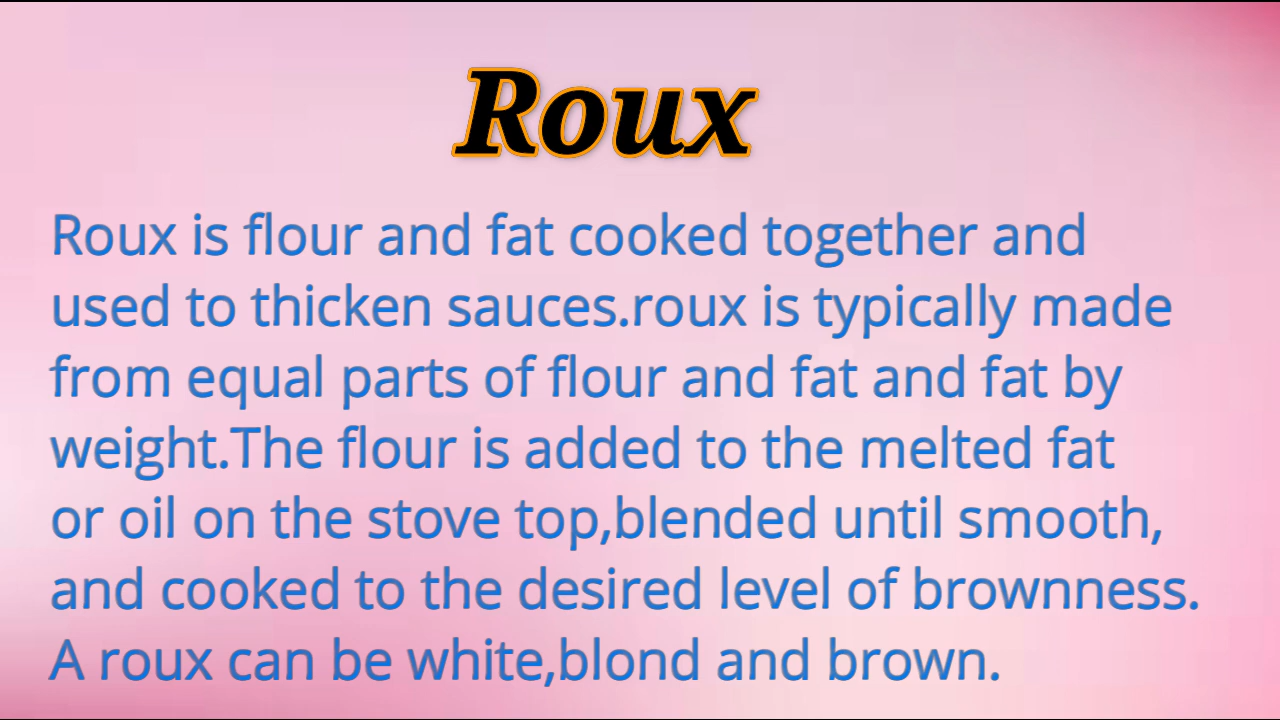 Roux
Roux is flour and fat cooked together and
used to thicken sauces.roux is typically made
from equal parts of flour and fat and fat by
weight.The flour is added to the melted fat
or oil on the stove top,blended until smooth,
and cooked to the desired level of brownness.
A roux can be white,blond and brown.